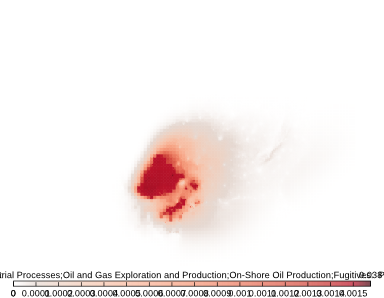 trial Processes;Oil and Gas Exploration and Production;On-Shore Oil Production;Fugitives
0 0.0001 0.0002 0.0003 0.0004 0.0005 0.0006 0.0007 0.0008 0.0009 0.001 0.0011 0.0012 0.0013 0.0014 0.0015